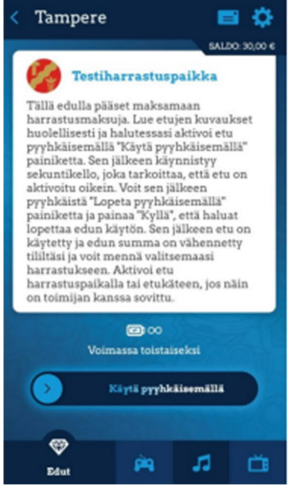 Tampere
SALDO: 30,00 €
Testiharrastuspaikka
Tällä edulla pääset maksamaan
harrastusmaksuja. Lue etujen kuvaukset
huolellisesti ja halutessasi aktivoi etu
pyyhkäisemällä "Käytä pyyhkäisemällä"
painiketta. Sen jälkeen käynnistyy
sekuntikello, joka tarkoittaa, että etu on
aktivoitu oikein. Voit sen jälkeen
pyyhkäistä "Lopeta pyyhkäisemällä"
painiketta ja painaa "Kyllä", että haluat
lopettaa edun käytön. Sen jälkeen etu on
käytetty ja edun summa on vähennetty
tililtäsi ja voit mennä valitsemaasi
harrastukseen. Aktivoi etu
harrastuspaikalla tai etukäteen, jos näin
on toimijan kanssa sovittu.
∞
Voimassa toistaiseksi
Käytä pyyhkäisemällä
Edut